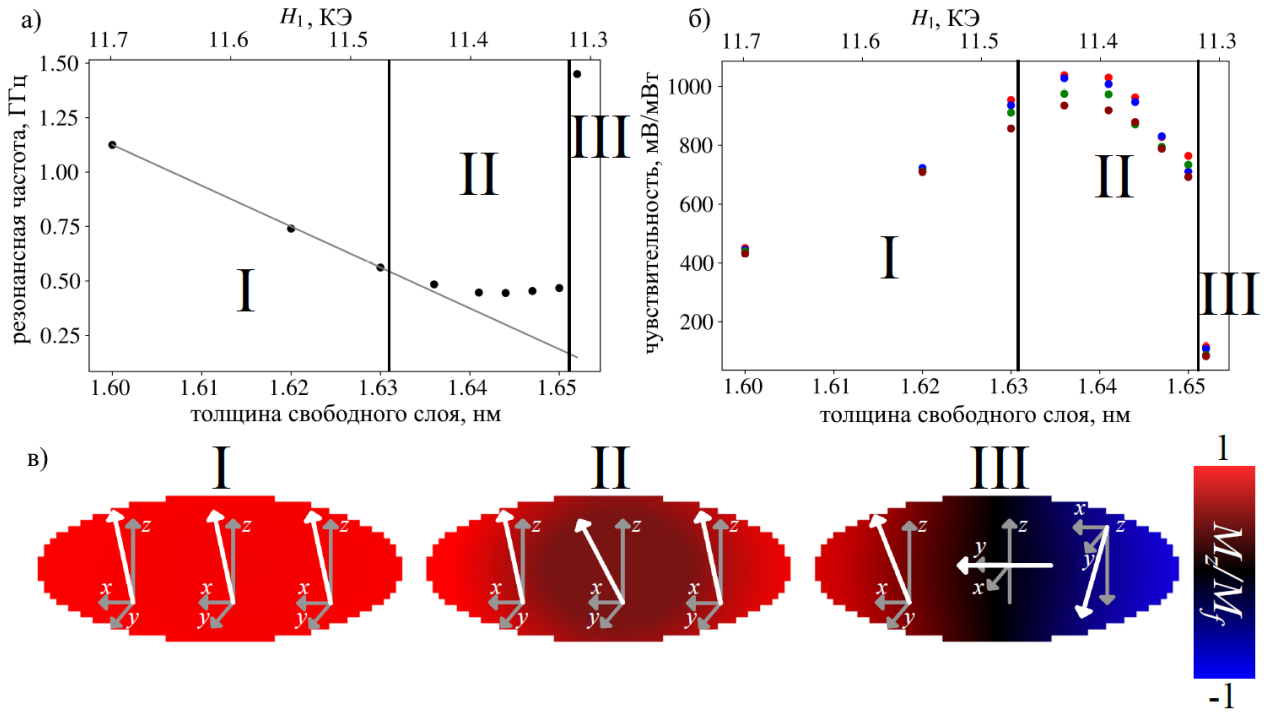 а)
H₁, КЭ
11.7 11.6 11.5 11.4 11.3
резонансная частота, ГГц
1.50
1.25
1.00
0.75
0.50
0.25
I
II
III
1.60 1.61 1.62 1.63 1.64 1.65
толщина свободного слоя, нм
б)
H₁, КЭ
11.7 11.6 11.5 11.4 11.3
чувствительность, мВ/мВт
1000
800
600
400
200
I
II
III
1.60 1.61 1.62 1.63 1.64 1.65
толщина свободного слоя, нм
в)
I
z z z
x x x
y y y
II
z z z
x x x
y y y
III
z z x z
y y
x x
y
1
M_z/M_f
-1